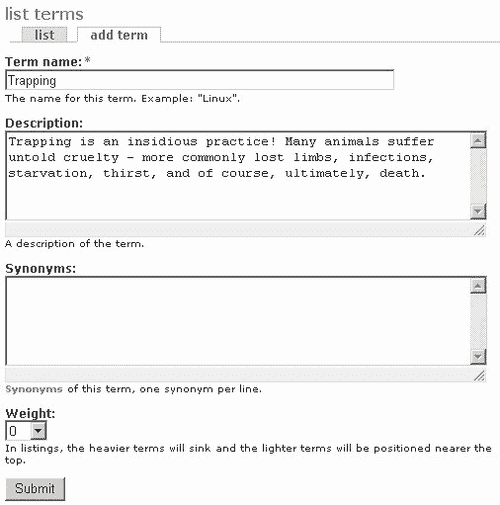 list terms
list
add term
Term name:*
Trapping
The name for this term. Example: "Linux".
Description:
Trapping is an insidious practice! Many animals suffer
untold cruelty - more commonly lost limbs, infections,
starvation, thirst, and of course, ultimately, death.
A description of the term.
Synonyms:
Synonyms of this term, one synonym per line.
Weight:
0
In listings, the heavier terms will sink and the lighter terms will be positioned nearer the
top.
Submit